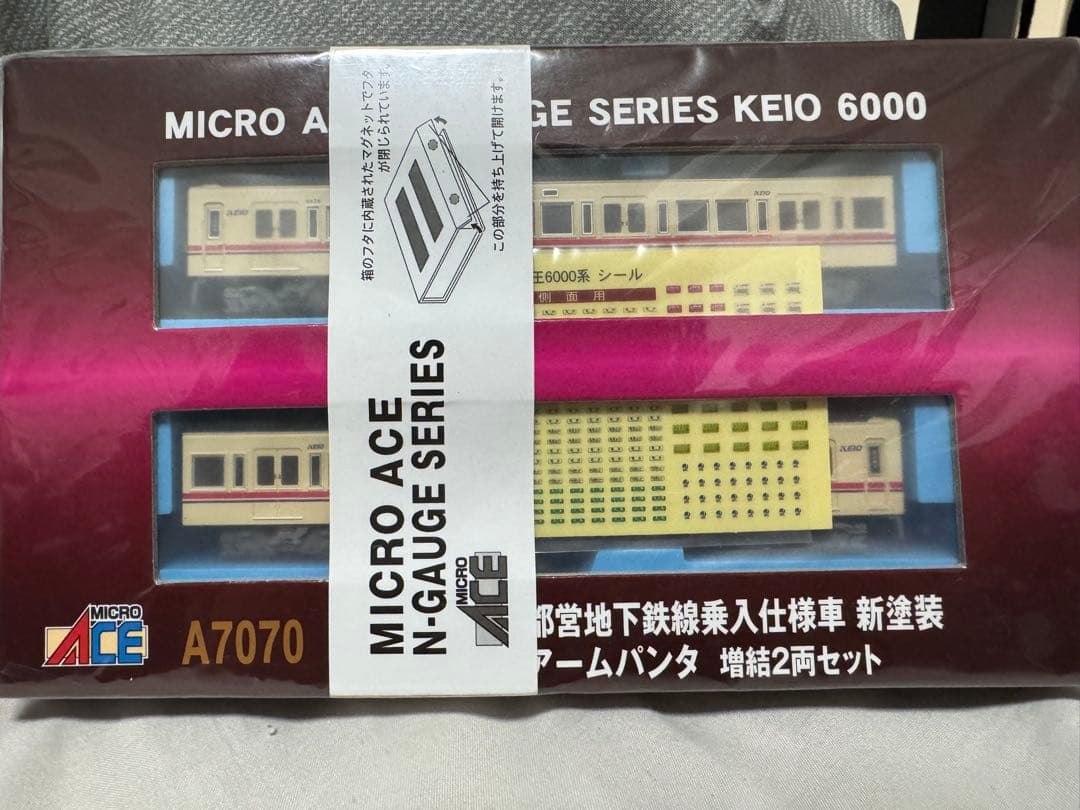 MICRO A GE SERIES KEIO 6000
箱のフタに内蔵されたマグネットでフタ
が閉じられています。
この部分を持ち上げて開けます。
KEIO
KEIO
王6000系 シール
側面用
KEIO
KEIO
MICRO ACE
N-GAUGE SERIES
MICRO
ACE
MICRO
ACE
A7070
都営地下鉄線乗入仕様車 新塗装
アームパンタ 増結2両セット